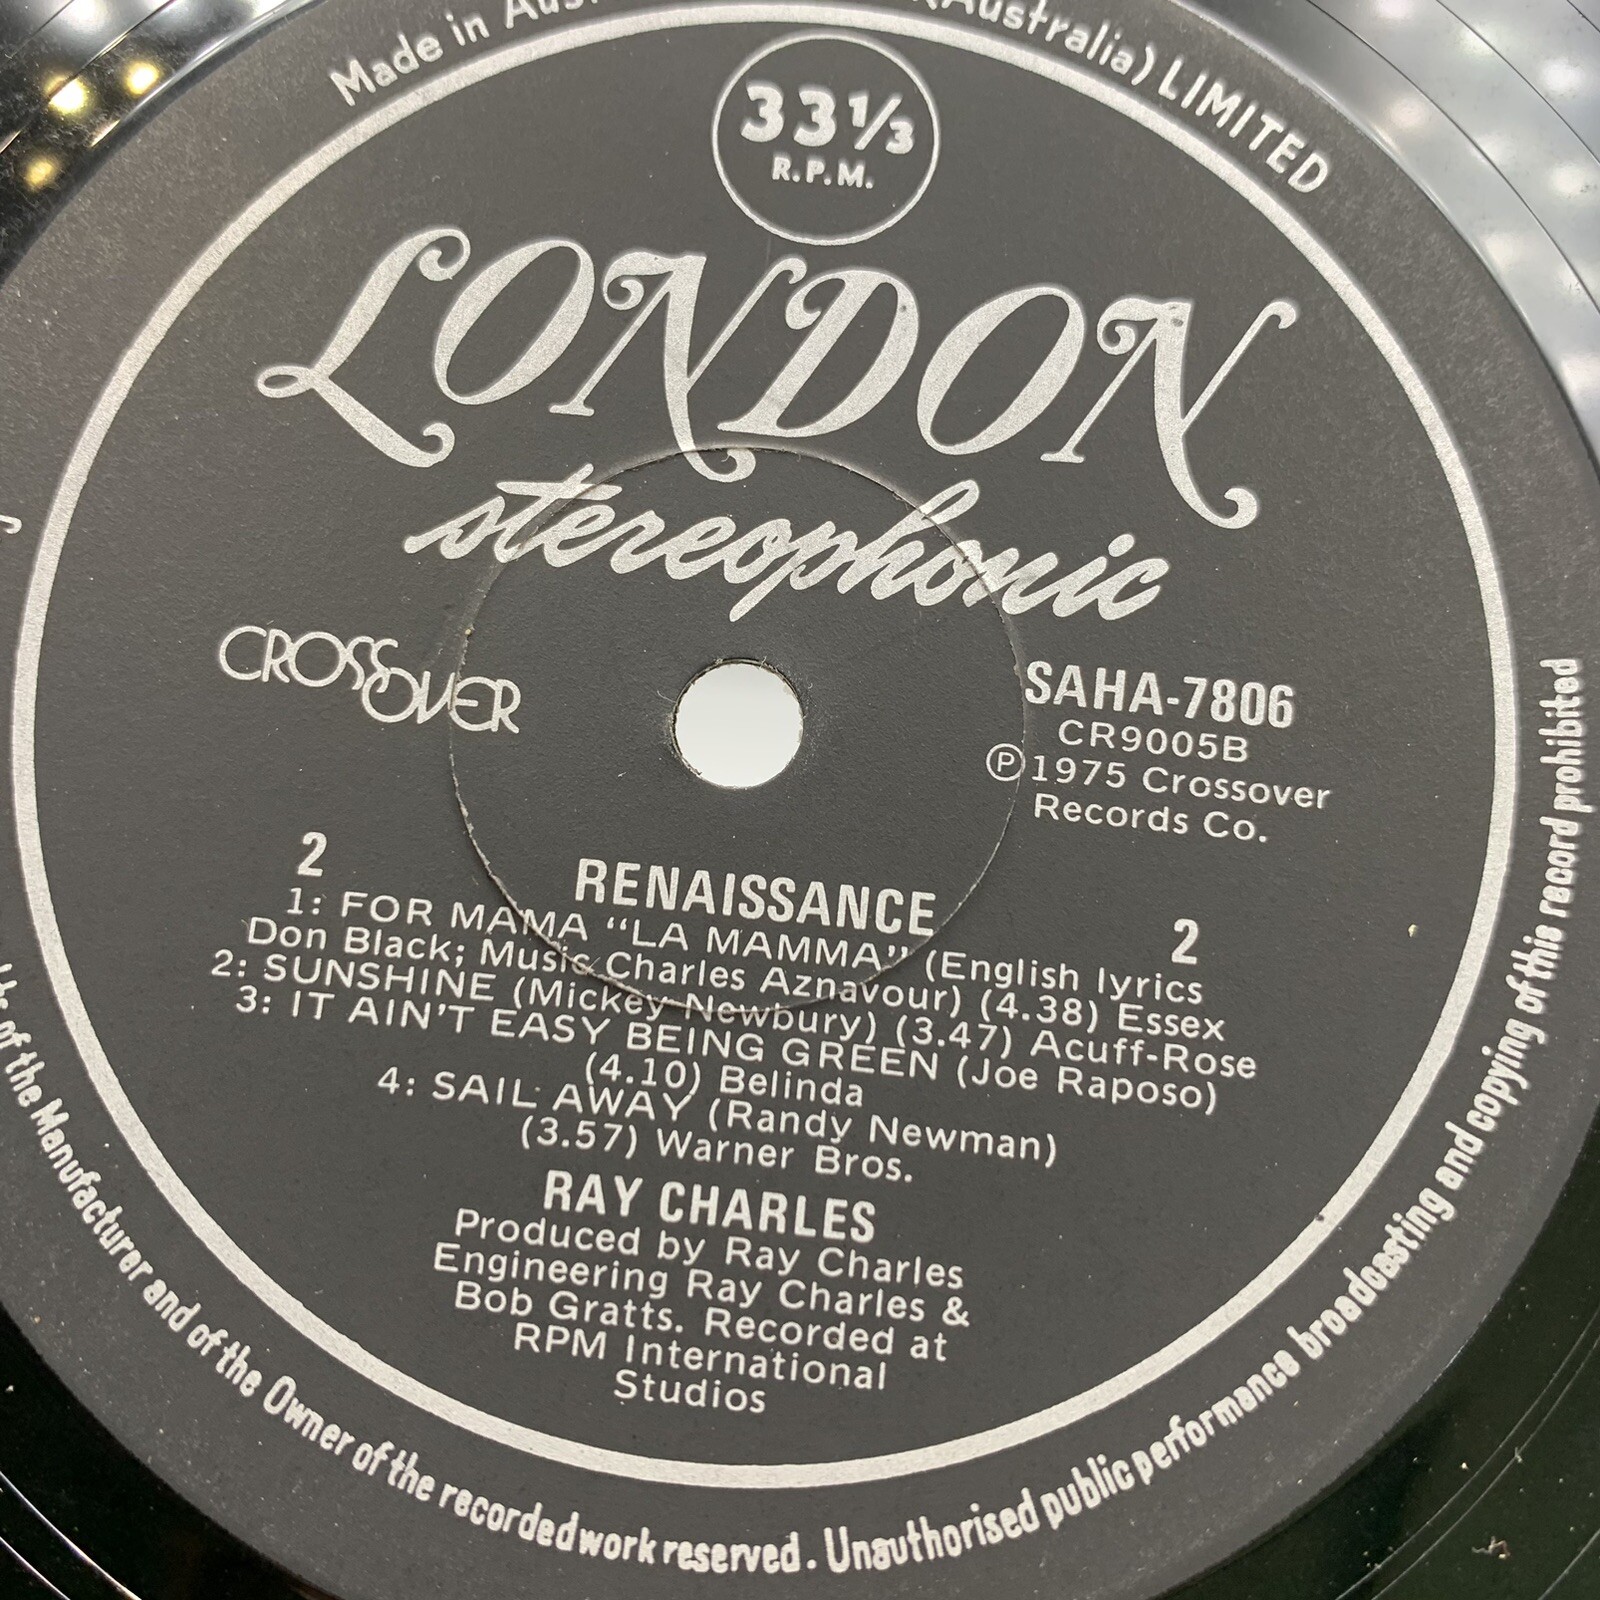 Made in
(Australia) LIMITED
33⅓
R.P.M.
LONDON
stereophonic
CROSSOVER
SAHA-7806
CR9005B
Ⓟ1975 Crossover
Records Co.
2
2
RENAISSANCE
1: FOR MAMA “LA MAMMA” (English lyrics
Don Black; Music Charles Aznavour) (4.38) Essex
2: SUNSHINE (Mickey Newbury) (3.47) Acuff-Rose
3: IT AIN'T EASY BEING GREEN (Joe Raposo)
(4.10) Belinda
4: SAIL AWAY (Randy Newman)
(3.57) Warner Bros.
RAY CHARLES
Produced by Ray Charles
Engineering Ray Charles &
Bob Gratts. Recorded at
RPM International
Studios
of the Manufacturer and of the Owner of the recorded work reserved. Unauthorised public performance broadcasting and copying of this record prohibited